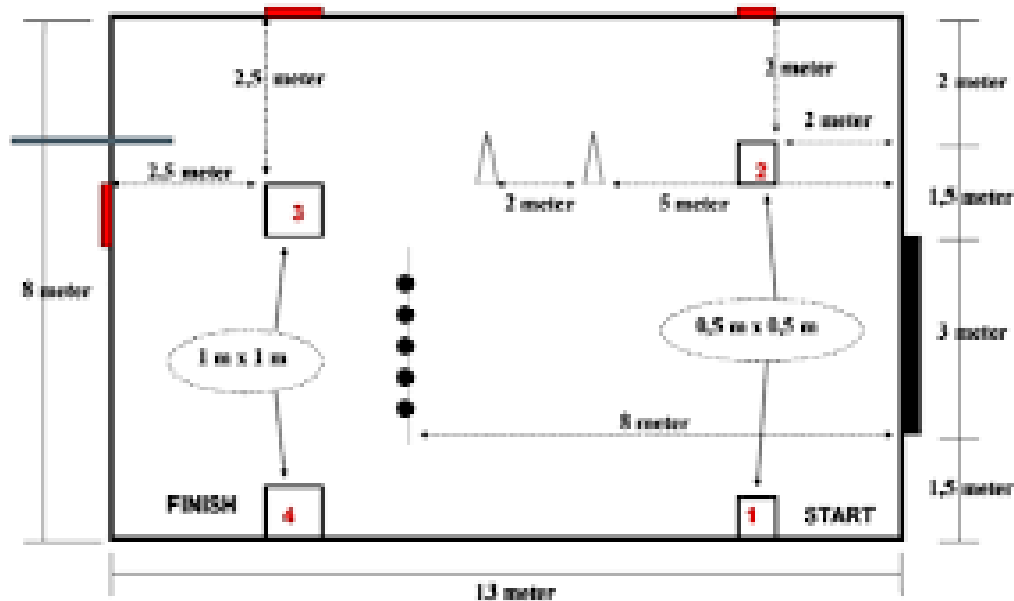 2,5 meter
2 meter
2 meter
2 meter
2,5 meter
2
3
2 meter
5 meter
1,5 meter
8 meter
1 m x 1 m
0,5 m x 0,5 m
3 meter
8 meter
FINISH
4
1
START
1,5 meter
13 meter